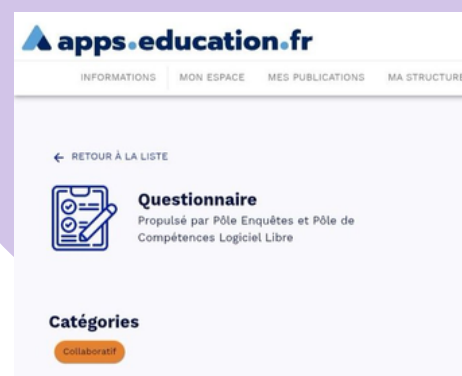 apps.education.fr
INFORMATIONS MON ESPACE MES PUBLICATIONS MA STRUCTURE
← RETOUR À LA LISTE
Questionnaire
Propulsé par Pôle Enquêtes et Pôle de
Compétences Logiciel Libre
Catégories
Collaboratif